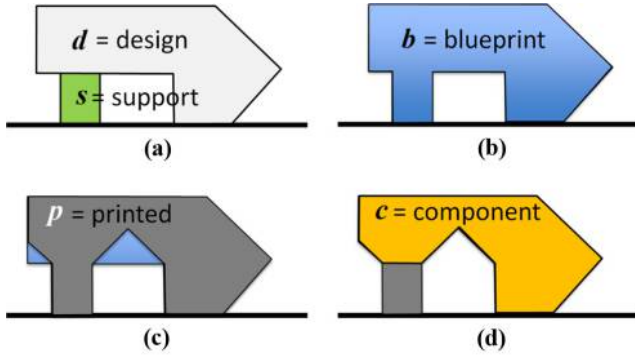 d = design
s = support
(a)
b = blueprint
(b)
p = printed
(c)
c = component
(d)